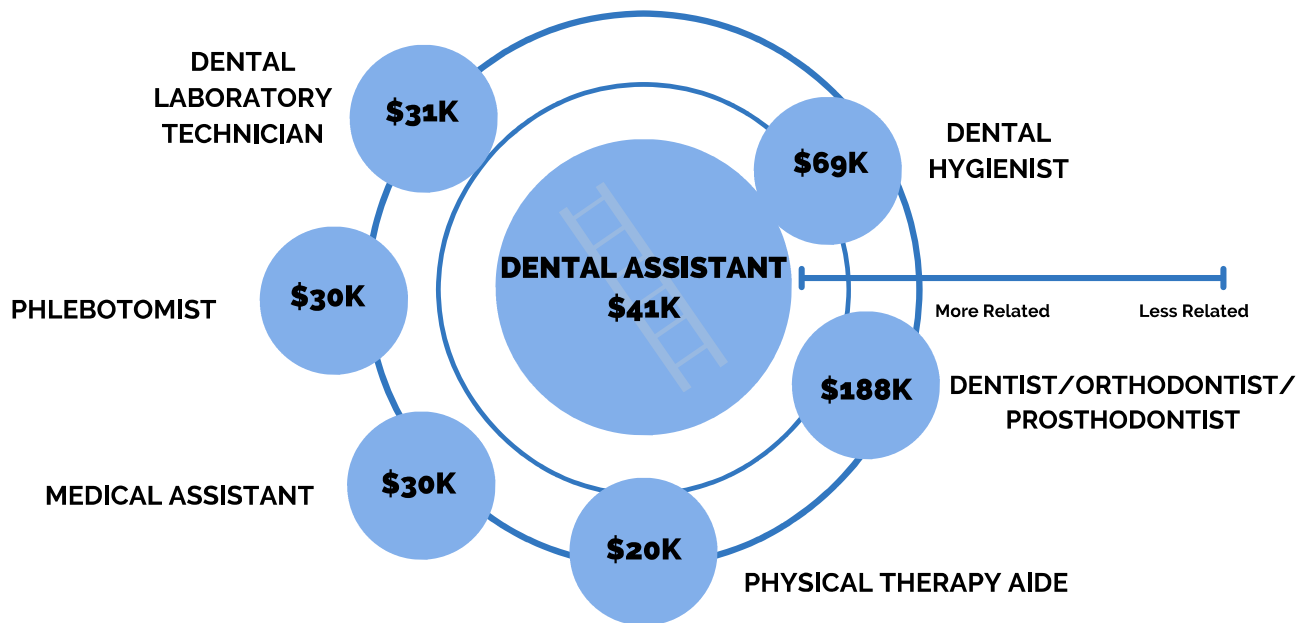 DENTAL
LABORATORY
TECHNICIAN
$31K
$69K
DENTAL
HYGIENIST
DENTAL ASSISTANT
$41K
PHLEBOTOMIST
$30K
More Related
Less Related
$188K
DENTIST/ORTHODONTIST/
PROSTHODONTIST
MEDICAL ASSISTANT
$30K
$20K
PHYSICAL THERAPY AIDE